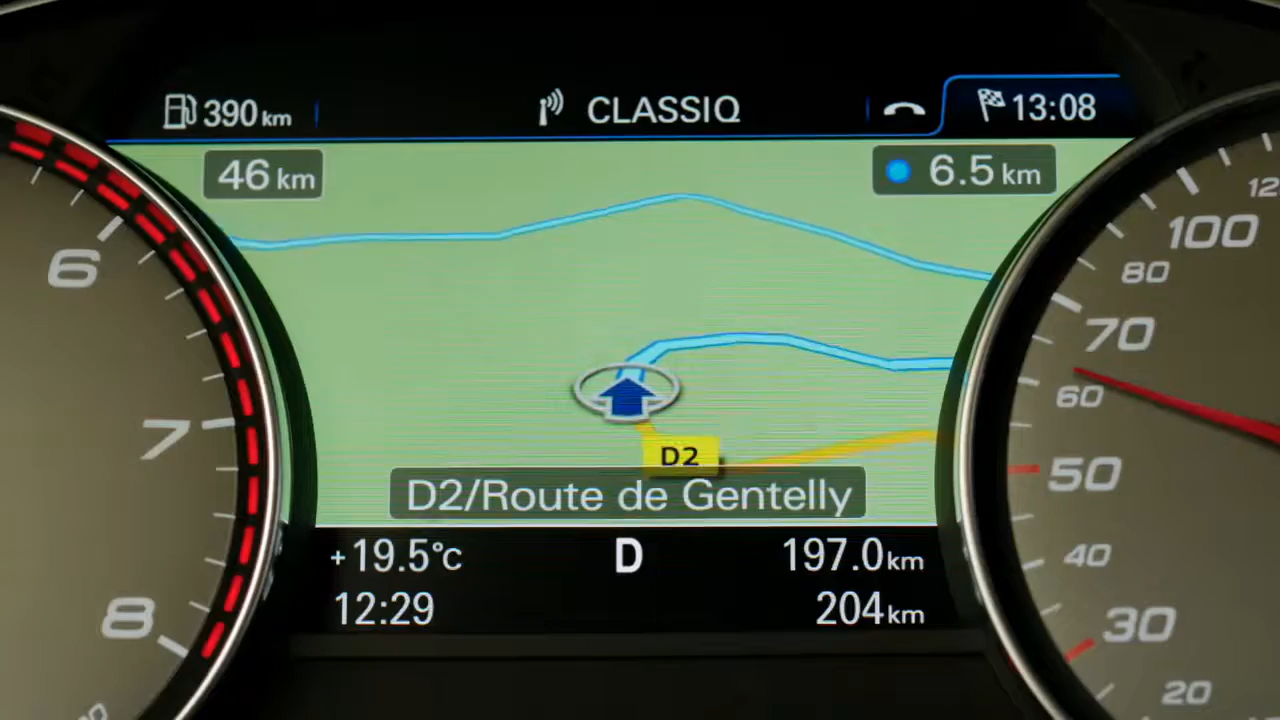 390 km
CLASSIQ
13:08
46 km
6.5 km
12
100
80
6
70
60
7
D2
50
D2/Route de Gentelly
+19.5°C
D
197.0 km
40
12:29
204 km
8
30
20